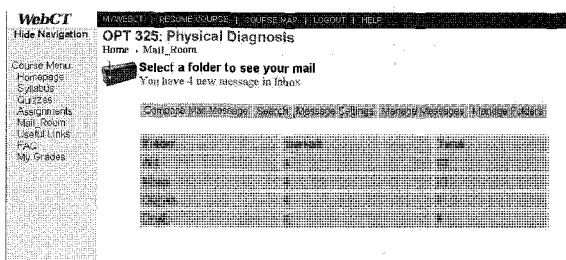 WebCT
MYWEBCT | RESUME COURSE | COURSE MAP | LOGOUT | HELP
Hide Navigation
OPT 325: Physical Diagnosis
Home › Mail_Room
Select a folder to see your mail
You have 4 new message in Inbox
Course Menu
Homepage
Syllabus
Quizzes
Assignments
Mail_Room
Useful Links
FAQ
My Grades
Compose Mail Message Search Message Settings Manage Messages Manage Folders
Folder Unread Total